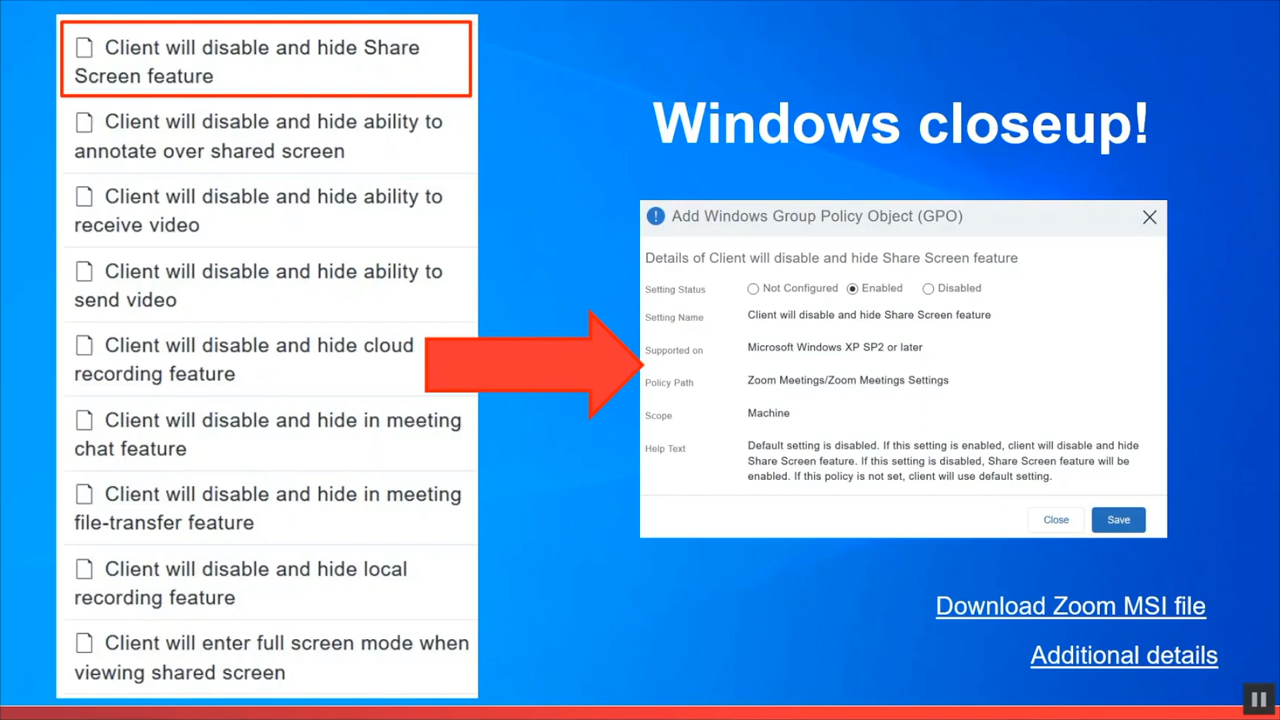 Client will disable and hide Share
Screen feature
Client will disable and hide ability to
annotate over shared screen
Client will disable and hide ability to
receive video
Client will disable and hide ability to
send video
Client will disable and hide cloud
recording feature
Client will disable and hide in meeting
chat feature
Client will disable and hide in meeting
file-transfer feature
Client will disable and hide local
recording feature
Client will enter full screen mode when
viewing shared screen
Windows closeup!
Add Windows Group Policy Object (GPO)
Details of Client will disable and hide Share Screen feature
Setting Status Not Configured Enabled Disabled
Setting Name Client will disable and hide Share Screen feature
Supported on Microsoft Windows XP SP2 or later
Policy Path Zoom Meetings/Zoom Meetings Settings
Scope Machine
Help Text Default setting is disabled. If this setting is enabled, client will disable and hide
Share Screen feature. If this setting is disabled, Share Screen feature will be
enabled. If this policy is not set, client will use default setting.
Close Save
Download Zoom MSI file
Additional details